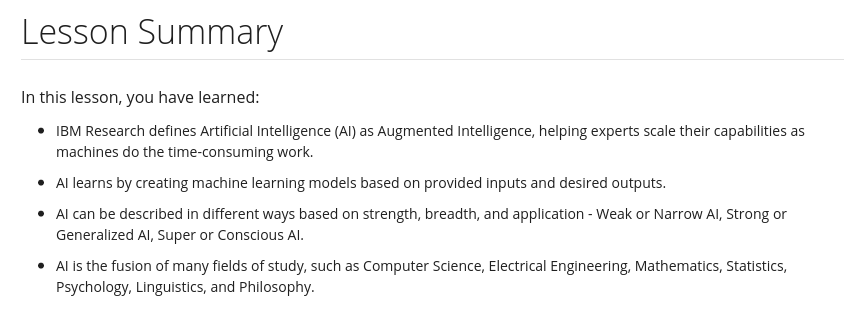 Lesson Summary
In this lesson, you have learned:
• IBM Research defines Artificial Intelligence (AI) as Augmented Intelligence, helping experts scale their capabilities as
machines do the time-consuming work.
• AI learns by creating machine learning models based on provided inputs and desired outputs.
• AI can be described in different ways based on strength, breadth, and application - Weak or Narrow AI, Strong or
Generalized AI, Super or Conscious AI.
• AI is the fusion of many fields of study, such as Computer Science, Electrical Engineering, Mathematics, Statistics,
Psychology, Linguistics, and Philosophy.